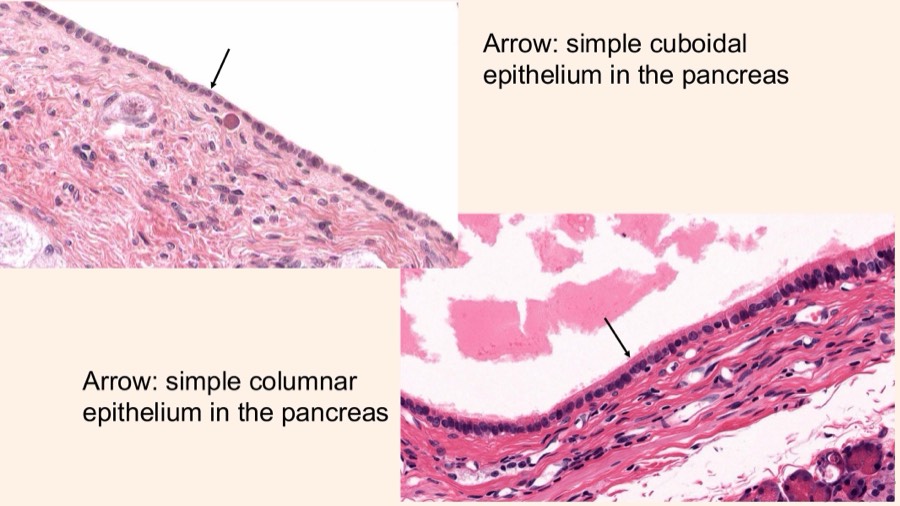 Arrow: simple cuboidal
epithelium in the pancreas
Arrow: simple columnar
epithelium in the pancreas